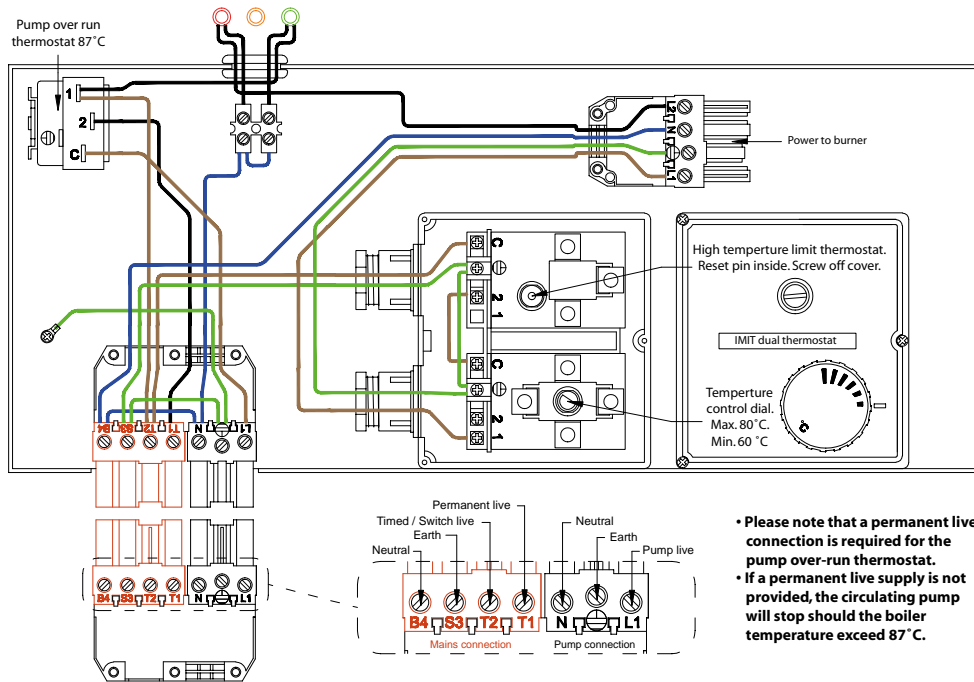 Pump over run
thermostat 87˚C
1
2
C
L2
N
L1
Power to burner
C
2
1
C
2
1
High temperture limit thermostat.
Reset pin inside. Screw off cover.
IMIT dual thermostat
Temperture
control dial.
Max. 80˚C.
Min. 60 ˚C
˚C
B4 S3 T2 T1 N L1
B4 S3 T2 T1 N L1
Permanent live
Timed / Switch live
Earth
Neutral
Neutral
Earth
Pump live
B4 S3 T2 T1 N L1
Mains connection
Pump connection
• Please note that a permanent live
connection is required for the
pump over-run thermostat.
• If a permanent live supply is not
provided, the circulating pump
will stop should the boiler
temperature exceed 87˚C.